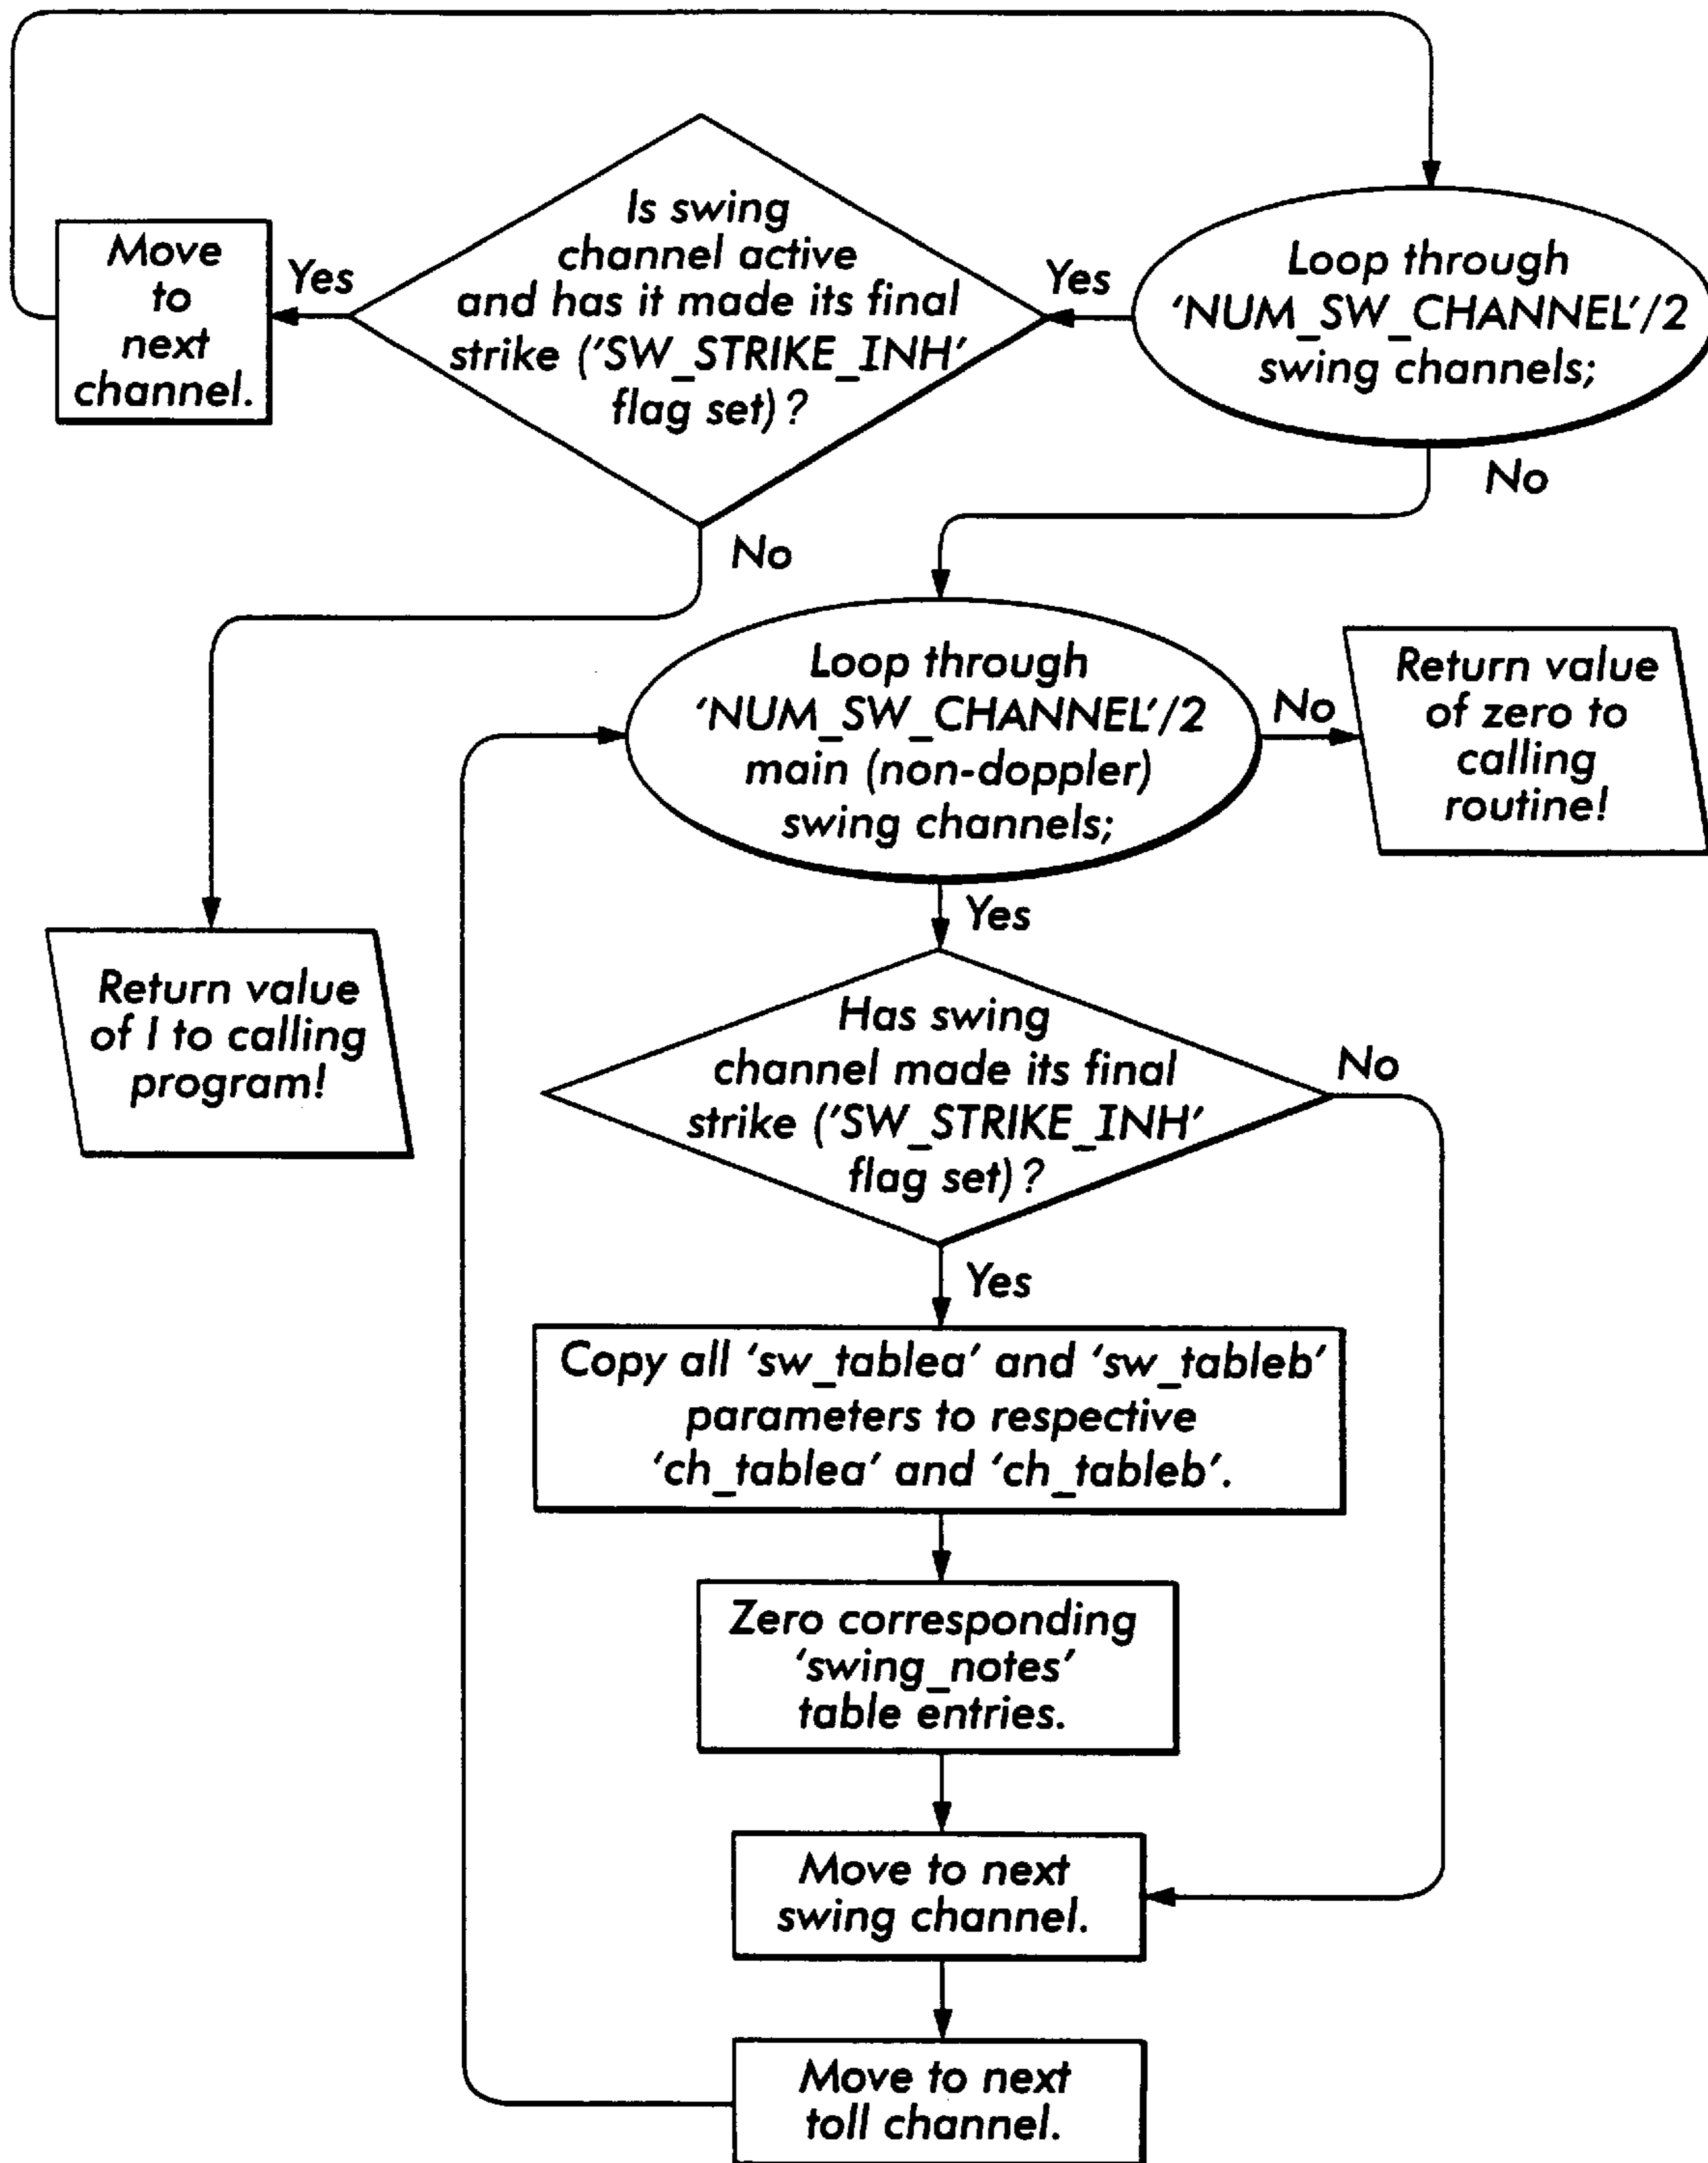 Is swing
channel active
and has it made its final
strike ('SW_STRIKE_INH'
flag set)?
Yes
Move
to
next
channel.
Yes
Loop through
'NUM_SW_CHANNEL'/2
swing channels;
No
No
Loop through
'NUM_SW_CHANNEL'/2
main (non-doppler)
swing channels;
No
Return value
of zero to
calling
routine!
Yes
Return value
of I to calling
program!
Has swing
channel made its final
strike ('SW_STRIKE_INH'
flag set)?
No
Yes
Copy all 'sw_tablea' and 'sw_tableb'
parameters to respective
'ch_tablea' and 'ch_tableb'.
Zero corresponding
'swing_notes'
table entries.
Move to next
swing channel.
Move to next
toll channel.